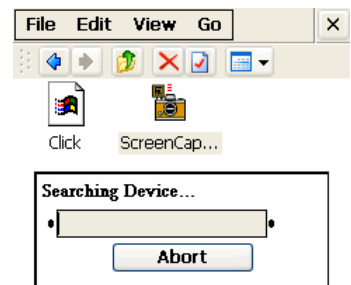 File Edit View Go
Click ScreenCap...
Searching Device...
Abort